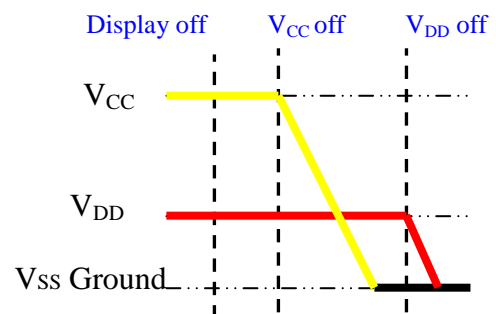 Display off VCC off VDD off
VCC
VDD
VSS Ground